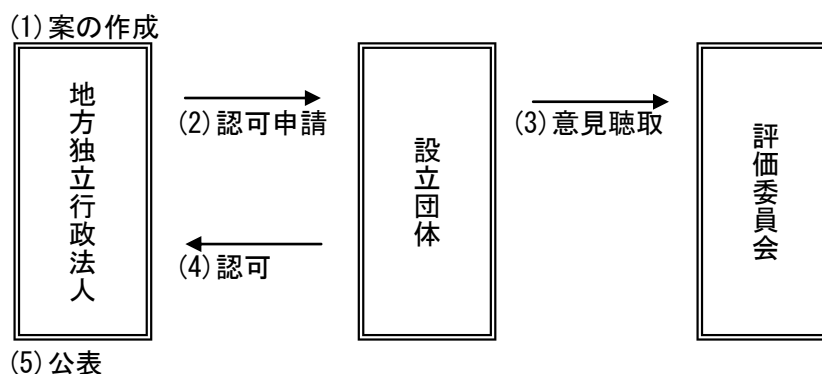 (1)案の作成
地方独立行政法人
(2)認可申請
(4)認可
設立団体
(3)意見聴取
評価委員会
(5)公表